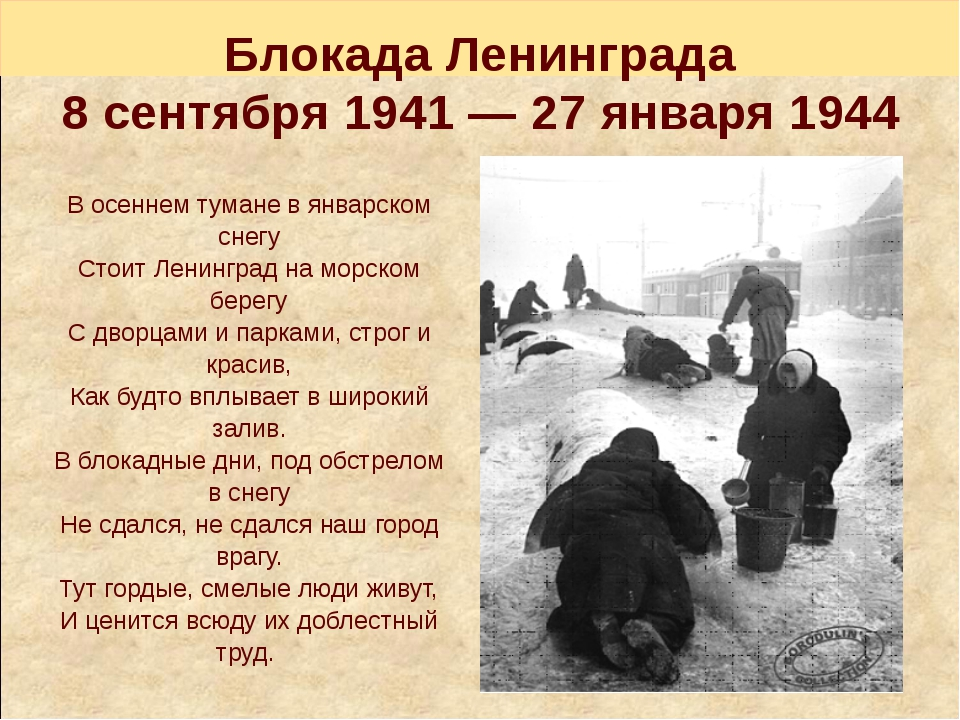 Блокада Ленинграда
8 сентября 1941 — 27 января 1944
В осеннем тумане в январском
снегу
Стоит Ленинград на морском
берегу
С дворцами и парками, строг и
красив,
Как будто вплывает в широкий
залив.
В блокадные дни, под обстрелом
в снегу
Не сдался, не сдался наш город
врагу.
Тут гордые, смелые люди живут,
И ценится всюду их доблестный
труд.
BORODULIN'S
COLLECTION